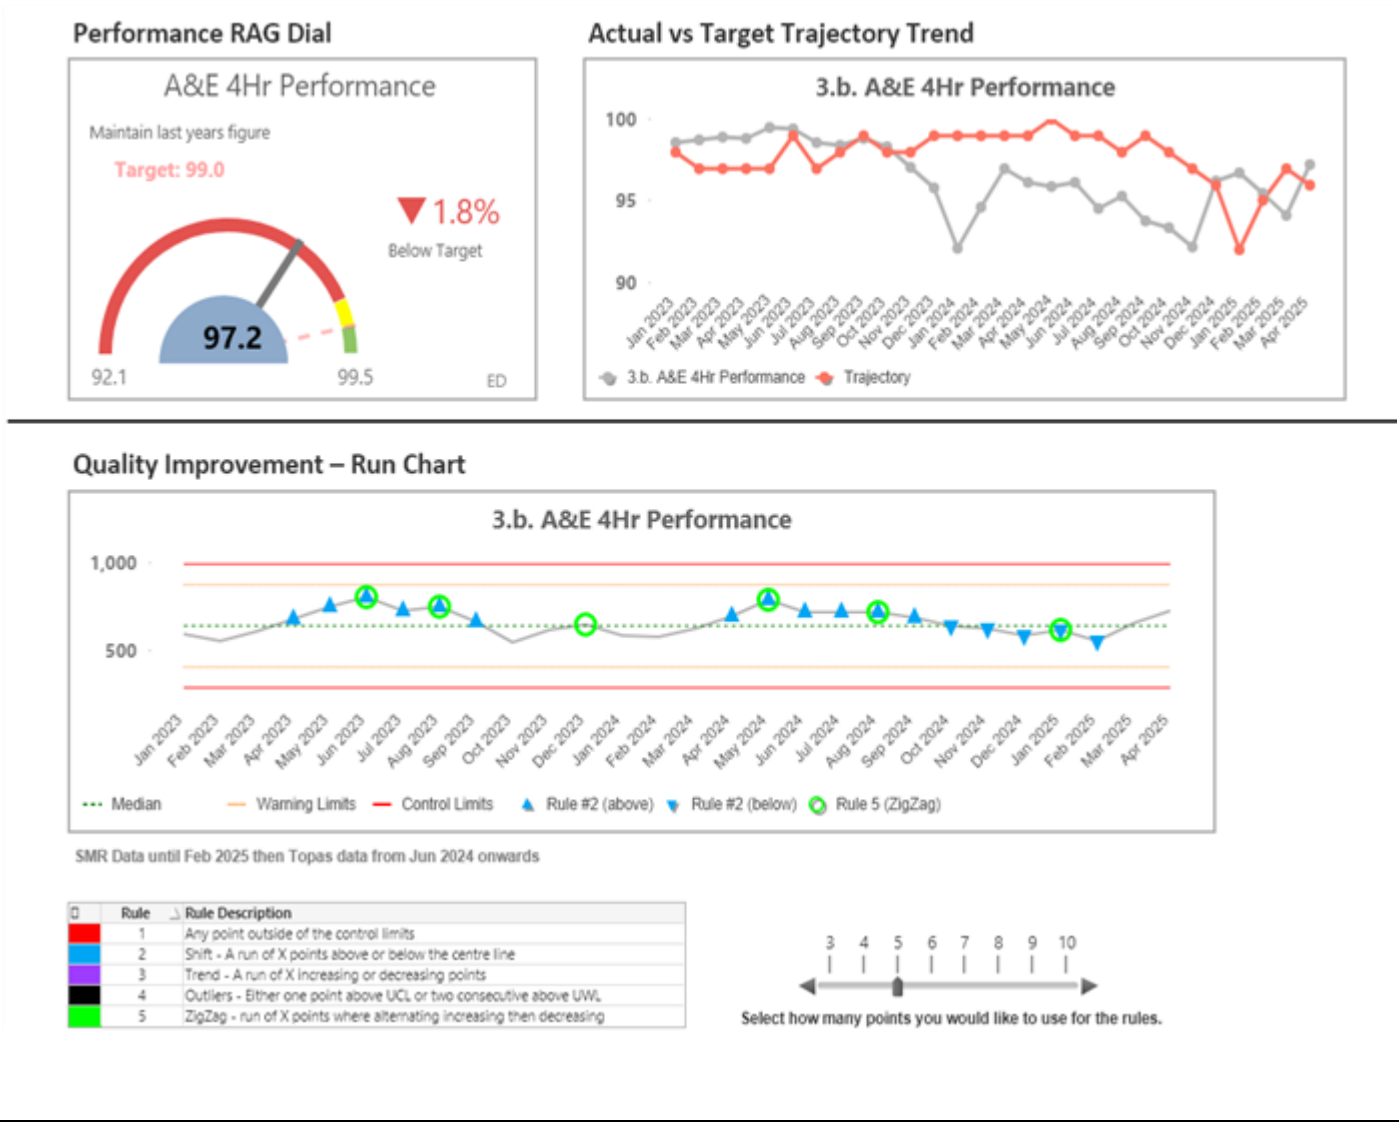 Performance RAG Dial
A&E 4Hr Performance
Maintain last years figure
Target: 99.0
1.8%
Below Target
97.2
92.1
99.5
ED
Actual vs Target Trajectory Trend
3.b. A&E 4Hr Performance
100
95
90
Jan 2023
Feb 2023
Mar 2023
Apr 2023
May 2023
Jun 2023
Jul 2023
Aug 2023
Sep 2023
Oct 2023
Nov 2023
Dec 2023
Jan 2024
Feb 2024
Mar 2024
Apr 2024
May 2024
Jun 2024
Jul 2024
Aug 2024
Sep 2024
Oct 2024
Nov 2024
Dec 2024
Jan 2025
Feb 2025
Mar 2025
Apr 2025
3.b. A&E 4Hr Performance Trajectory
Quality Improvement – Run Chart
3.b. A&E 4Hr Performance
1,000
500
Jan 2023
Feb 2023
Mar 2023
Apr 2023
May 2023
Jun 2023
Jul 2023
Aug 2023
Sep 2023
Oct 2023
Nov 2023
Dec 2023
Jan 2024
Feb 2024
Mar 2024
Apr 2024
May 2024
Jun 2024
Jul 2024
Aug 2024
Sep 2024
Oct 2024
Nov 2024
Dec 2024
Jan 2025
Feb 2025
Mar 2025
Apr 2025
Median Warning Limits Control Limits Rule #2 (above) Rule #2 (below) Rule 5 (ZigZag)
SMR Data until Feb 2025 then Topas data from Jun 2024 onwards
Rule Rule Description
1 Any point outside of the control limits
2 Shift - A run of X points above or below the centre line
3 Trend - A run of X increasing or decreasing points
4 Outliers - Either one point above UCL or two consecutive above UWL
5 ZigZag - run of X points where alternating increasing then decreasing
3 4 5 6 7 8 9 10
Select how many points you would like to use for the rules.